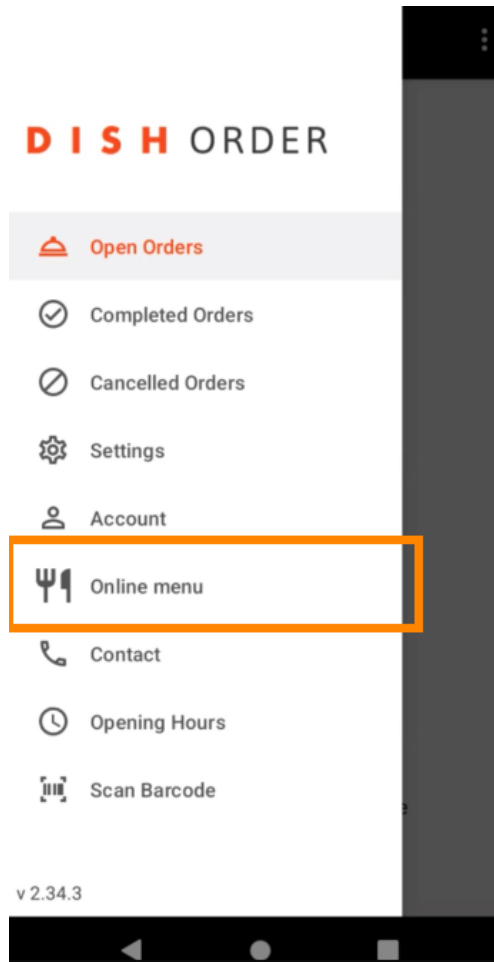 DISH ORDER
Open Orders
Completed Orders
Cancelled Orders
Settings
Account
Online menu
Contact
Opening Hours
Scan Barcode
v 2.34.3